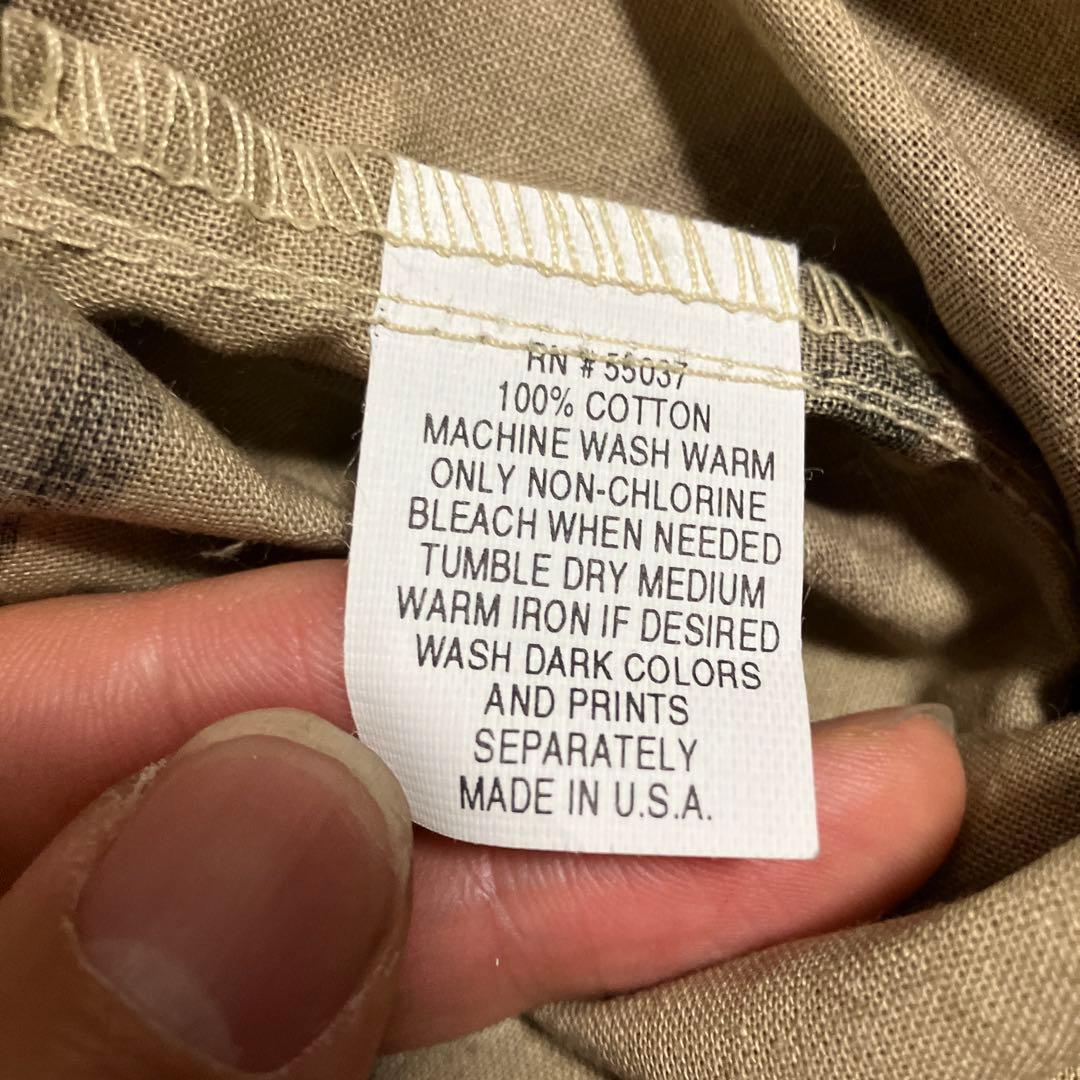 RN # 55037
100% COTTON
MACHINE WASH WARM
ONLY NON-CHLORINE
BLEACH WHEN NEEDED
TUMBLE DRY MEDIUM
WARM IRON IF DESIRED
WASH DARK COLORS
AND PRINTS
SEPARATELY
MADE IN U.S.A.